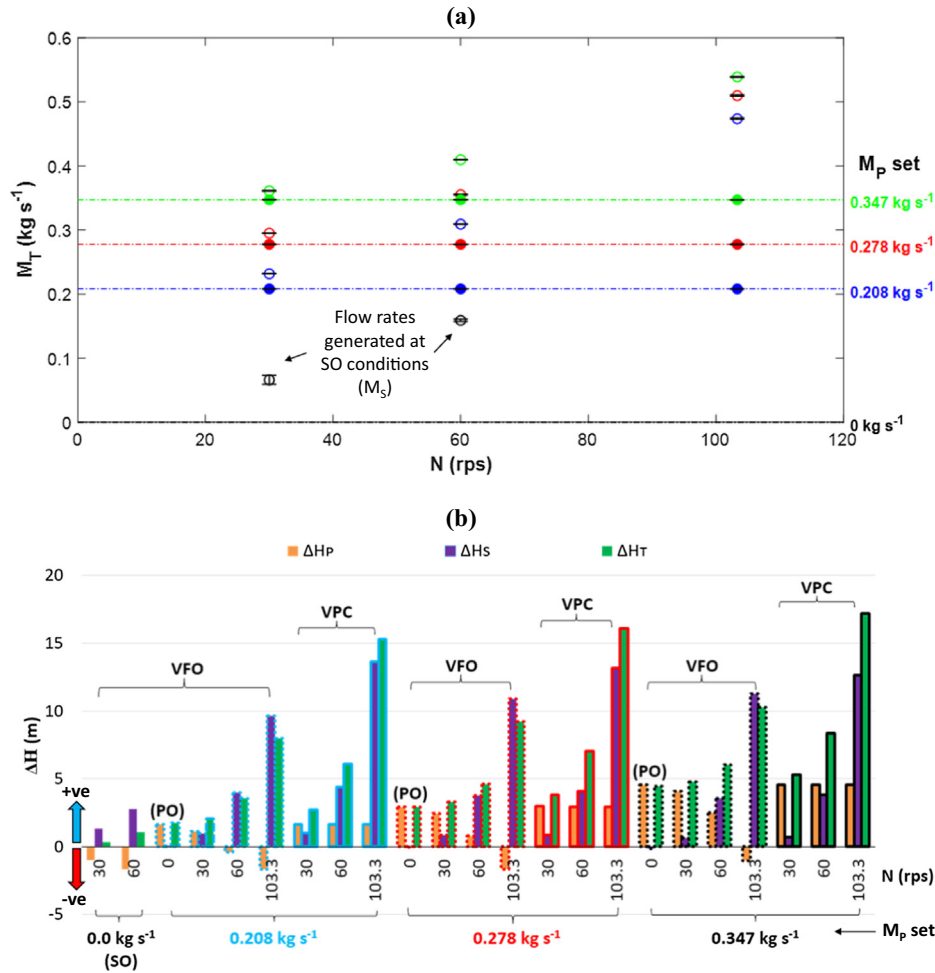 (a)
0.6
0.5
0.4
0.3
0.2
0.1
0
M_T (kg s⁻¹)
M_P set
0.347 kg s⁻¹
0.278 kg s⁻¹
0.208 kg s⁻¹
0 kg s⁻¹
Flow rates
generated at
SO conditions
(M_S)
0 20 40 60 80 100 120
N (rps)
(b)
ΔHP ΔHS ΔHT
20
15
10
5
0
-5
ΔH (m)
+ve
-ve
VFO
VPC
VFO
VPC
VFO
VPC
(PO)
(PO)
(PO)
30 60 0 30 60 103.3 30 60 103.3 0 30 60 103.3 30 60 103.3 0 30 60 103.3 30 60 103.3
N (rps)
0.0 kg s⁻¹ 0.208 kg s⁻¹ 0.278 kg s⁻¹ 0.347 kg s⁻¹ M_P set
(SO)